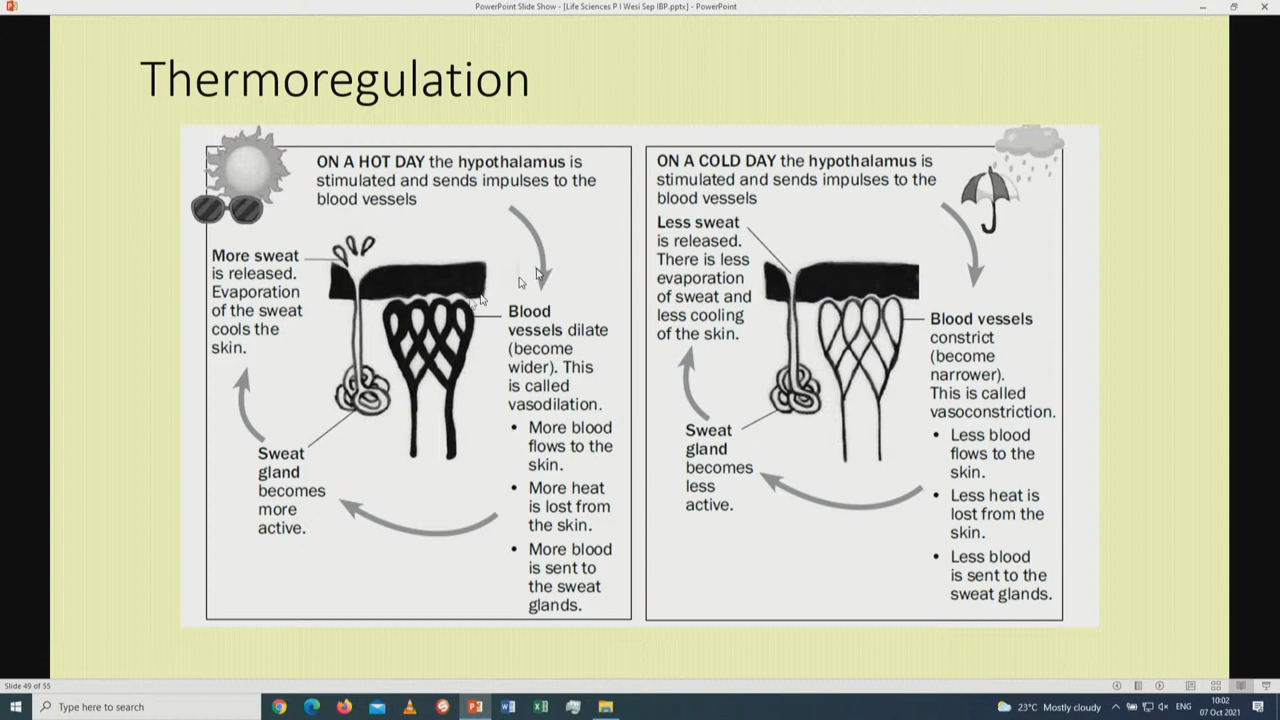 PowerPoint Slide Show - [Life Sciences P I Wesi Sep IBP.pptx] - PowerPoint
Thermoregulation
ON A HOT DAY the hypothalamus is
stimulated and sends impulses to the
blood vessels
More sweat
is released.
Evaporation
of the sweat
cools the
skin.
Blood
vessels dilate
(become
wider). This
is called
vasodilation.
• More blood
flows to the
skin.
• More heat
is lost from
the skin.
• More blood
is sent to
the sweat
glands.
Sweat
gland
becomes
more
active.
ON A COLD DAY the hypothalamus is
stimulated and sends impulses to the
blood vessels
Less sweat
is released.
There is less
evaporation
of sweat and
less cooling
of the skin.
Blood vessels
constrict
(become
narrower).
This is called
vasoconstriction.
• Less blood
flows to the
skin.
• Less heat is
lost from the
skin.
• Less blood
is sent to the
sweat glands.
Sweat
gland
becomes
less
active.
Slide 49 of 55
Type here to search
23°C Mostly cloudy
ENG
10:02
07 Oct 2021